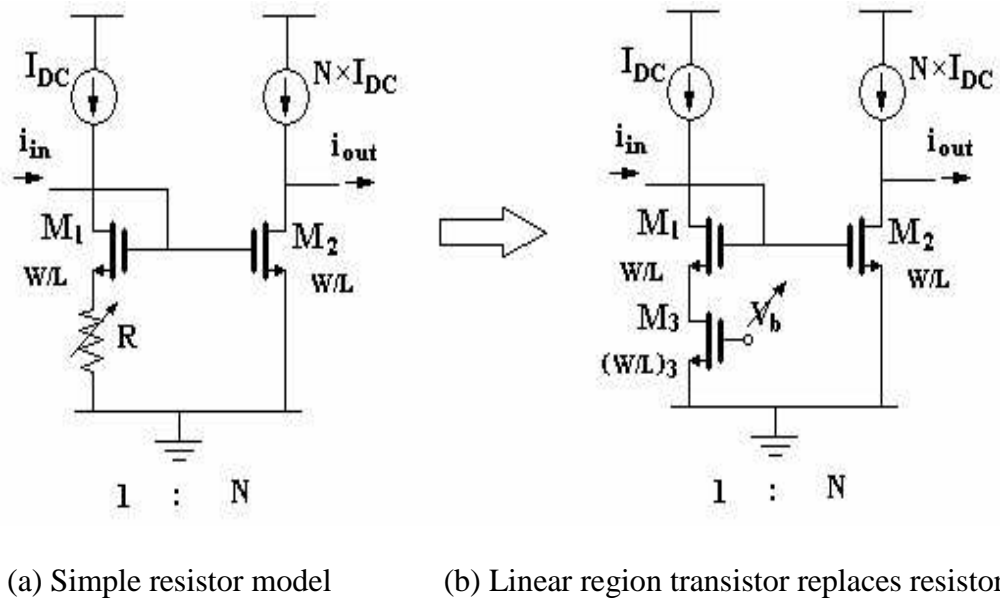 I_DC N×I_DC I_DC N×I_DC
i_in i_out i_in i_out
M_1 M_2 M_1 M_2
W/L W/L W/L W/L
R M_3 V_b
(W/L)_3
1 : N 1 : N
(a) Simple resistor model (b) Linear region transistor replaces resistor